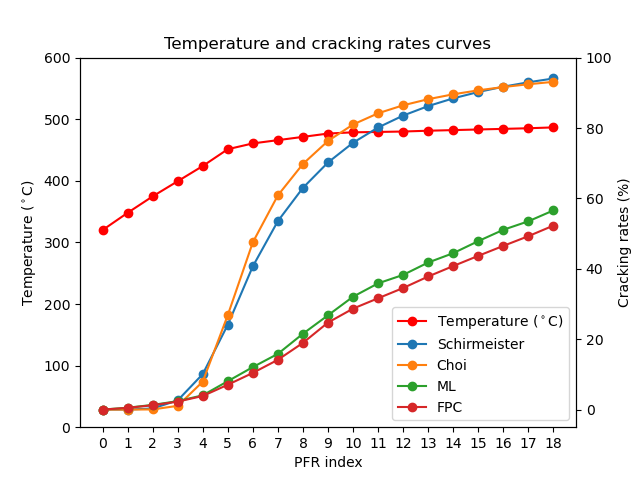 Temperature and cracking rates curves
600
500
400
300
200
100
0
Temperature (°C)
100
80
60
40
20
0
Cracking rates (%)
Temperature (°C)
Schirmeister
Choi
ML
FPC
0 1 2 3 4 5 6 7 8 9 10 11 12 13 14 15 16 17 18
PFR index